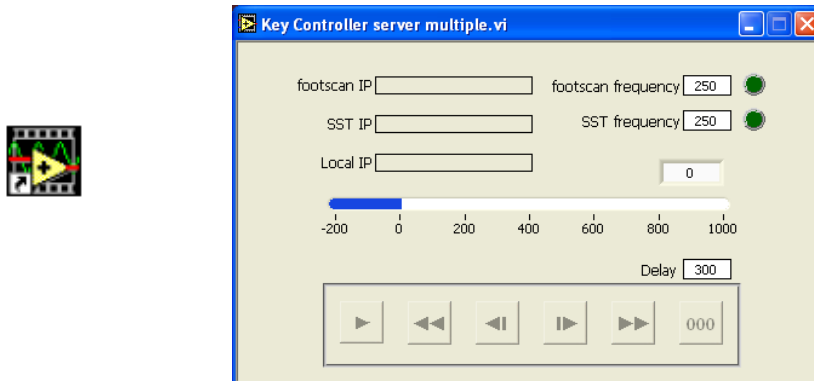 Key Controller server multiple.vi
footscan IP footscan frequency 250
SST IP SST frequency 250
Local IP
0
-200 0 200 400 600 800 1000
Delay 300
000